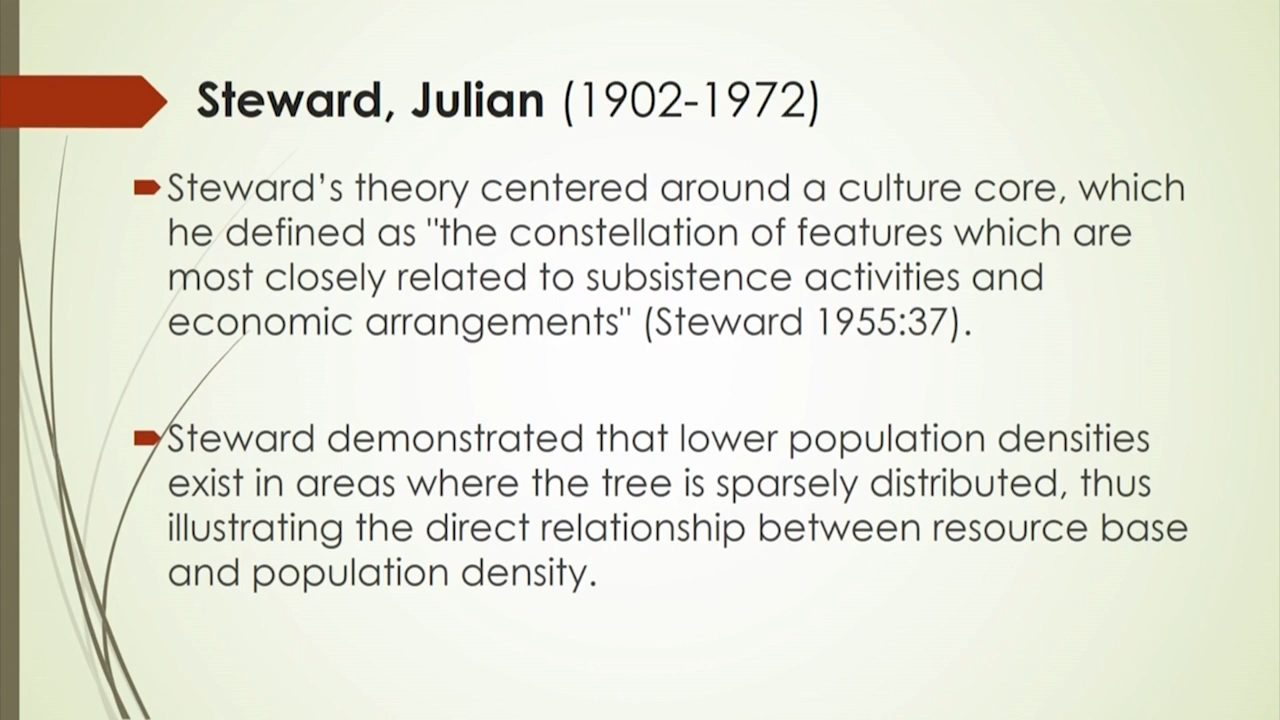 Steward, Julian (1902-1972)
Steward's theory centered around a culture core, which
he defined as "the constellation of features which are
most closely related to subsistence activities and
economic arrangements" (Steward 1955:37).
Steward demonstrated that lower population densities
exist in areas where the tree is sparsely distributed, thus
illustrating the direct relationship between resource base
and population density.